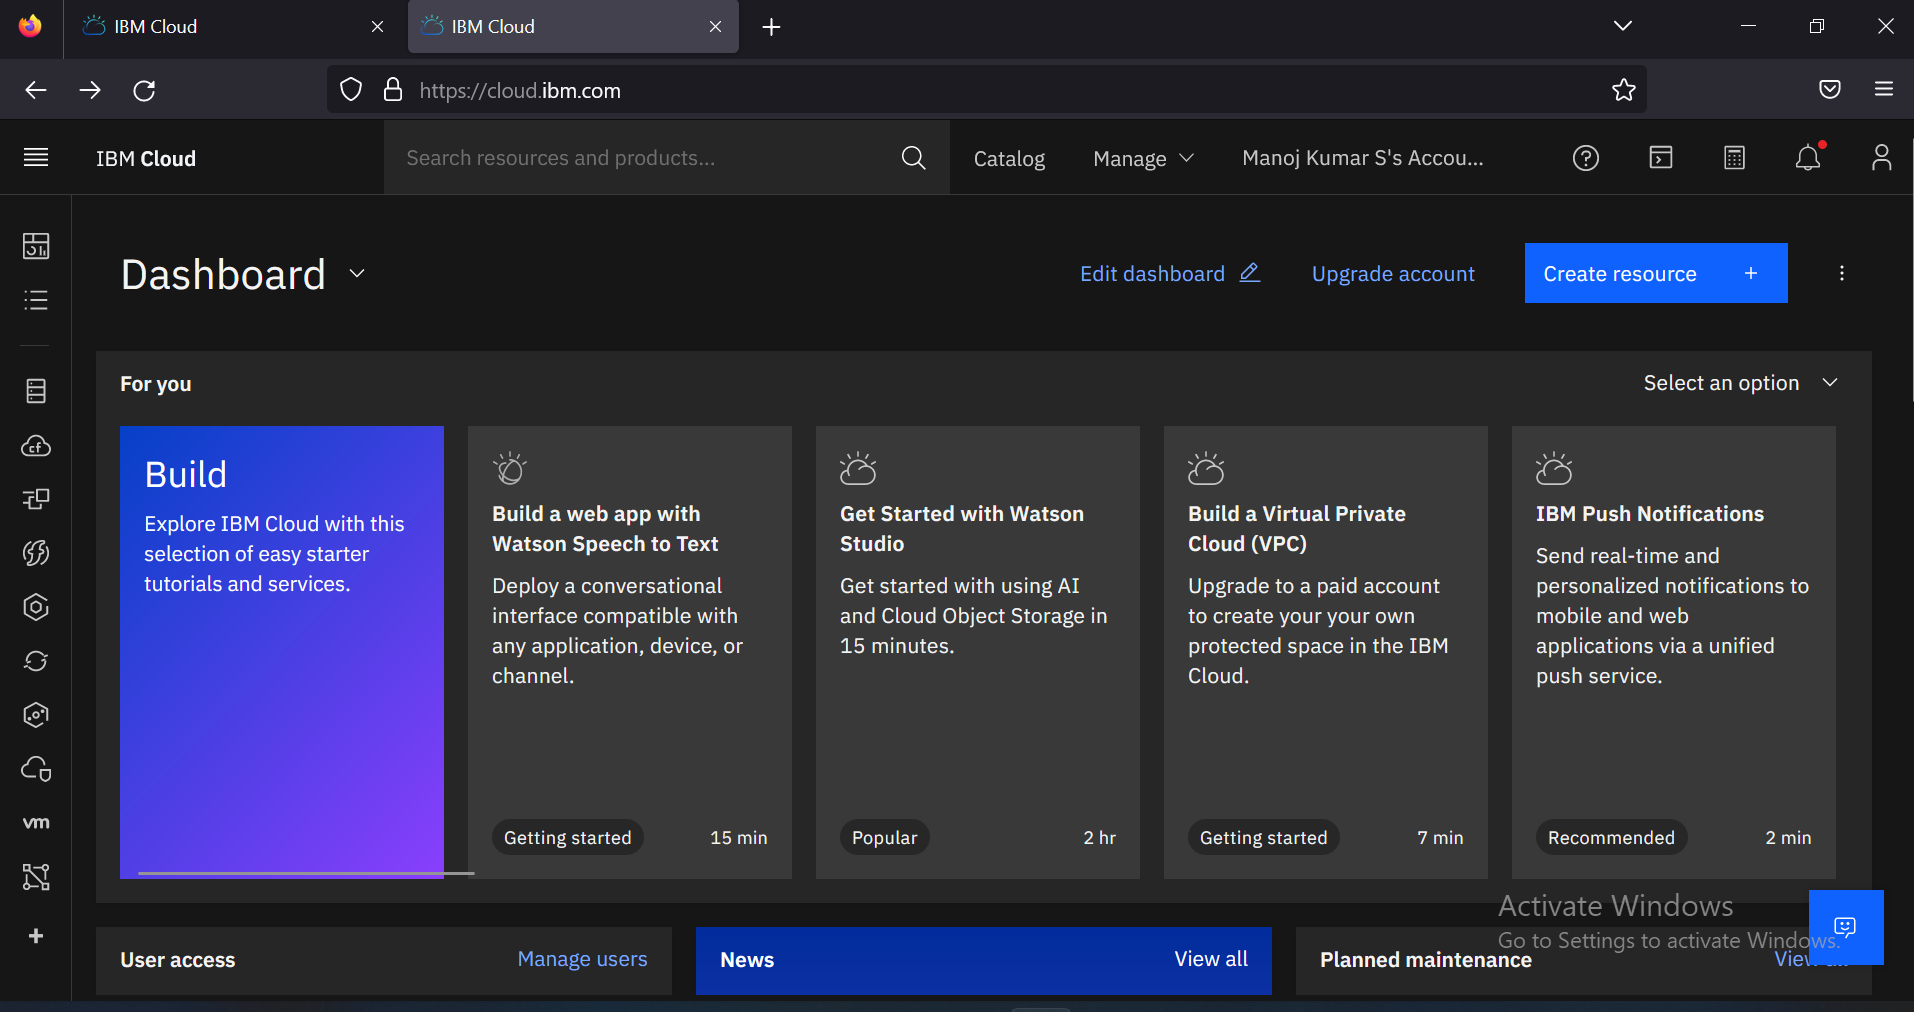 IBM Cloud
IBM Cloud
https://cloud.ibm.com
IBM Cloud
Search resources and products...
Catalog
Manage
Manoj Kumar S's Accou...
Dashboard
Edit dashboard
Upgrade account
Create resource +
For you
Select an option
Build
Explore IBM Cloud with this
selection of easy starter
tutorials and services.
Build a web app with
Watson Speech to Text
Deploy a conversational
interface compatible with
any application, device, or
channel.
Getting started
15 min
Get Started with Watson
Studio
Get started with using AI
and Cloud Object Storage in
15 minutes.
Popular
2 hr
Build a Virtual Private
Cloud (VPC)
Upgrade to a paid account
to create your your own
protected space in the IBM
Cloud.
Getting started
7 min
IBM Push Notifications
Send real-time and
personalized notifications to
mobile and web
applications via a unified
push service.
Recommended
2 min
cf
vm
Activate Windows
Go to Settings to activate Windows.
User access
Manage users
News
View all
Planned maintenance
View all